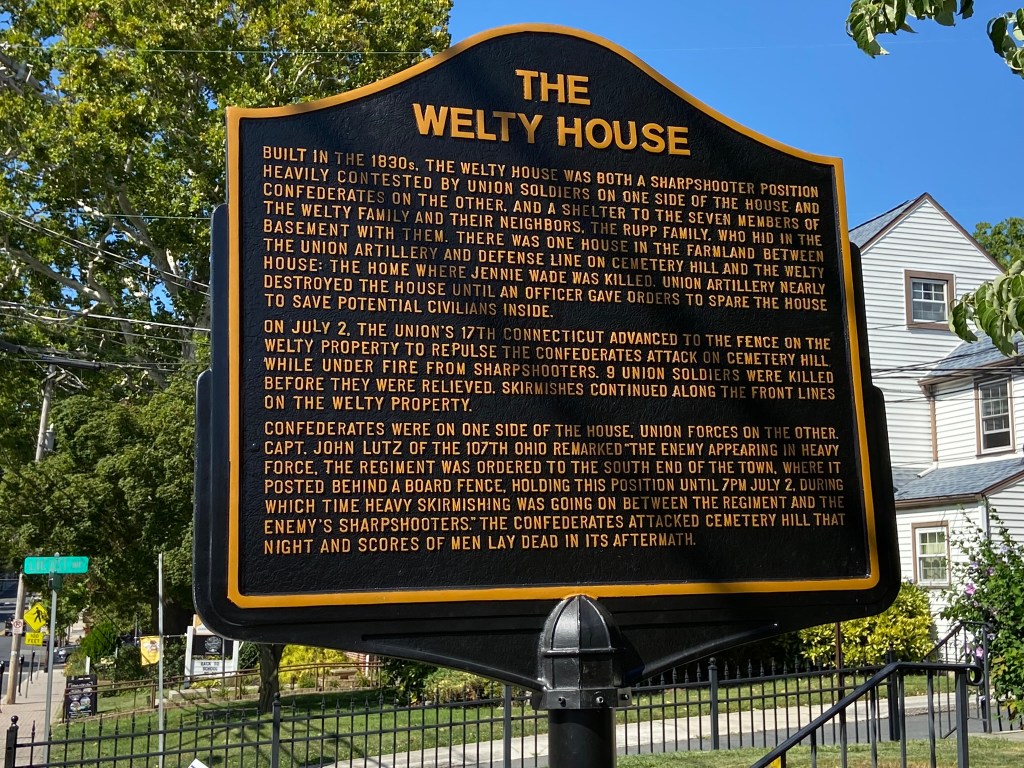 THE
WELTY HOUSE
BUILT IN THE 1830s, THE WELTY HOUSE WAS BOTH A SHARPSHOOTER POSITION
HEAVILY CONTESTED BY UNION SOLDIERS ON ONE SIDE OF THE HOUSE AND
CONFEDERATES ON THE OTHER, AND A SHELTER TO THE SEVEN MEMBERS OF
THE WELTY FAMILY AND THEIR NEIGHBORS, THE RUPP FAMILY, WHO HID IN THE
BASEMENT WITH THEM. THERE WAS ONE HOUSE IN THE FARMLAND BETWEEN
THE UNION ARTILLERY AND DEFENSE LINE ON CEMETERY HILL AND THE WELTY
HOUSE: THE HOME WHERE JENNIE WADE WAS KILLED. UNION ARTILLERY NEARLY
DESTROYED THE HOUSE UNTIL AN OFFICER GAVE ORDERS TO SPARE THE HOUSE
TO SAVE POTENTIAL CIVILIANS INSIDE.
ON JULY 2, THE UNION'S 17TH CONNECTICUT ADVANCED TO THE FENCE ON THE
WELTY PROPERTY TO REPULSE THE CONFEDERATES ATTACK ON CEMETERY HILL
WHILE UNDER FIRE FROM SHARPSHOOTERS. 9 UNION SOLDIERS WERE KILLED
BEFORE THEY WERE RELIEVED. SKIRMISHES CONTINUED ALONG THE FRONT LINES
ON THE WELTY PROPERTY.
CONFEDERATES WERE ON ONE SIDE OF THE HOUSE, UNION FORCES ON THE OTHER.
CAPT. JOHN LUTZ OF THE 107TH OHIO REMARKED "THE ENEMY APPEARING IN HEAVY
FORCE, THE REGIMENT WAS ORDERED TO THE SOUTH END OF THE TOWN, WHERE IT
POSTED BEHIND A BOARD FENCE, HOLDING THIS POSITION UNTIL 7PM JULY 2, DURING
WHICH TIME HEAVY SKIRMISHING WAS GOING ON BETWEEN THE REGIMENT AND THE
ENEMY'S SHARPSHOOTERS." THE CONFEDERATES ATTACKED CEMETERY HILL THAT
NIGHT AND SCORES OF MEN LAY DEAD IN ITS AFTERMATH.
BACK TO
SCHOOL